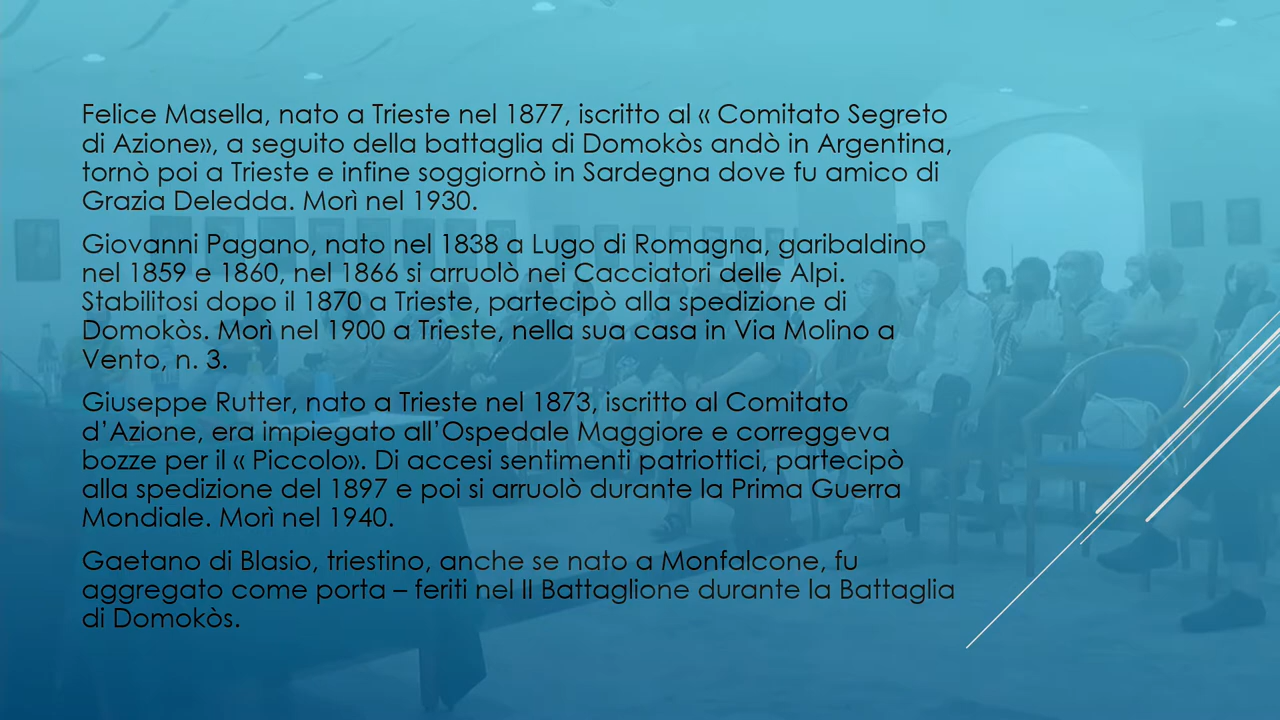 Felice Masella, nato a Trieste nel 1877, iscritto al « Comitato Segreto
di Azione», a seguito della battaglia di Domokòs andò in Argentina,
tornò poi a Trieste e infine soggiornò in Sardegna dove fu amico di
Grazia Deledda. Morì nel 1930.
Giovanni Pagano, nato nel 1838 a Lugo di Romagna, garibaldino
nel 1859 e 1860, nel 1866 si arruolò nei Cacciatori delle Alpi.
Stabilitosi dopo il 1870 a Trieste, partecipò alla spedizione di
Domokòs. Morì nel 1900 a Trieste, nella sua casa in Via Molino a
Vento, n. 3.
Giuseppe Rutter, nato a Trieste nel 1873, iscritto al Comitato
d’Azione, era impiegato all’Ospedale Maggiore e correggeva
bozze per il « Piccolo». Di accesi sentimenti patriottici, partecipò
alla spedizione del 1897 e poi si arruolò durante la Prima Guerra
Mondiale. Morì nel 1940.
Gaetano di Blasio, triestino, anche se nato a Monfalcone, fu
aggregato come porta – feriti nel II Battaglione durante la Battaglia
di Domokòs.